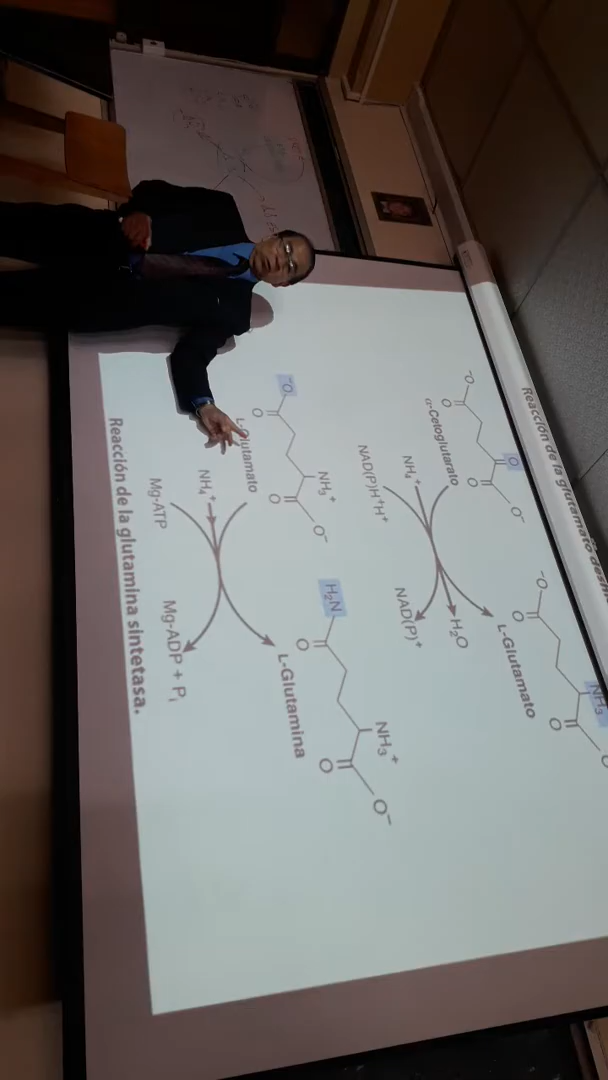 ⁻O
O
O
O
O⁻
α-Cetoglutarato
NH₄⁺
NAD(P)H⁺H⁺
H₂O
NAD(P)⁺
⁻O
O
NH₃
O
L-Glutamato
Reacción de la glutamato
⁻O
O
NH₃⁺
O
O⁻
L-Glutamato
NH₄⁺
Mg-ATP
Mg-ADP + Pᵢ
H₂N
O
NH₃⁺
O
O⁻
L-Glutamina
Reacción de la glutamina sintetasa.